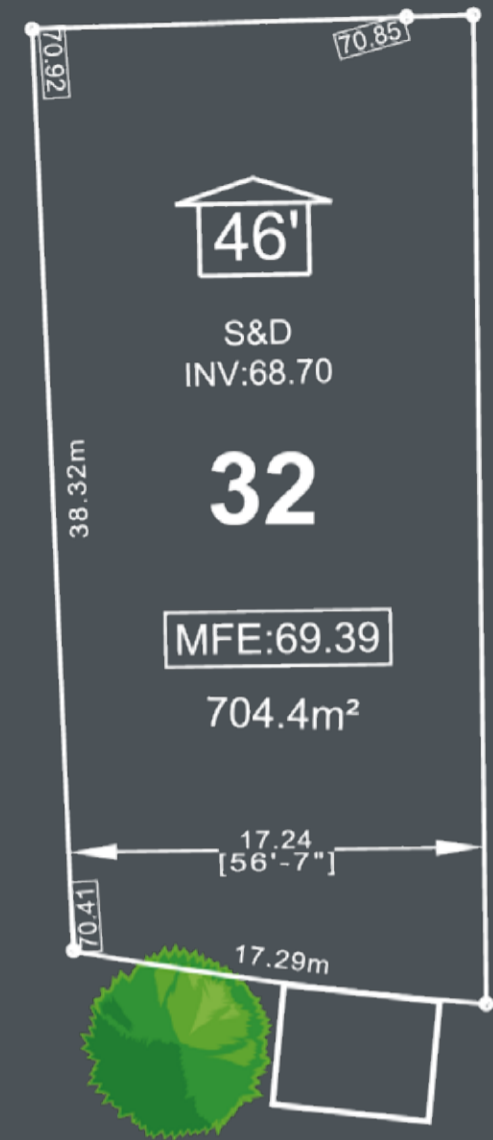 70.92
70.85
46'
S&D
INV:68.70
38.32m
32
MFE:69.39
704.4m²
17.24
[56'-7"]
70.41
17.29m